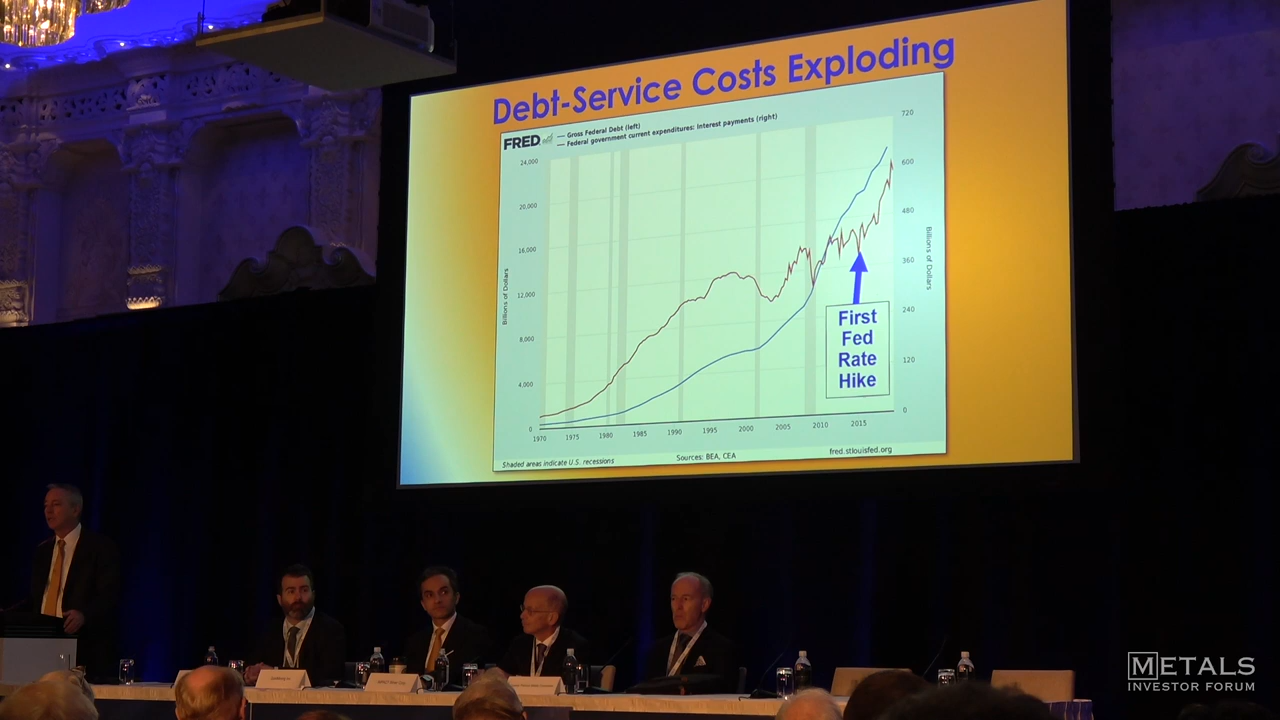 Debt-Service Costs Exploding
FRED
Gross Federal Debt (left)
Federal government current expenditures: Interest payments (right)
720
24,000
600
20,000
480
16,000
360
12,000
240
8,000
120
4,000
0
0
Billions of Dollars
Billions of Dollars
First
Fed
Rate
Hike
1970 1975 1980 1985 1990 1995 2000 2005 2010 2015
Shaded areas indicate U.S. recessions
Sources: BEA, CEA
fred.stlouisfed.org
METALS
INVESTOR FORUM